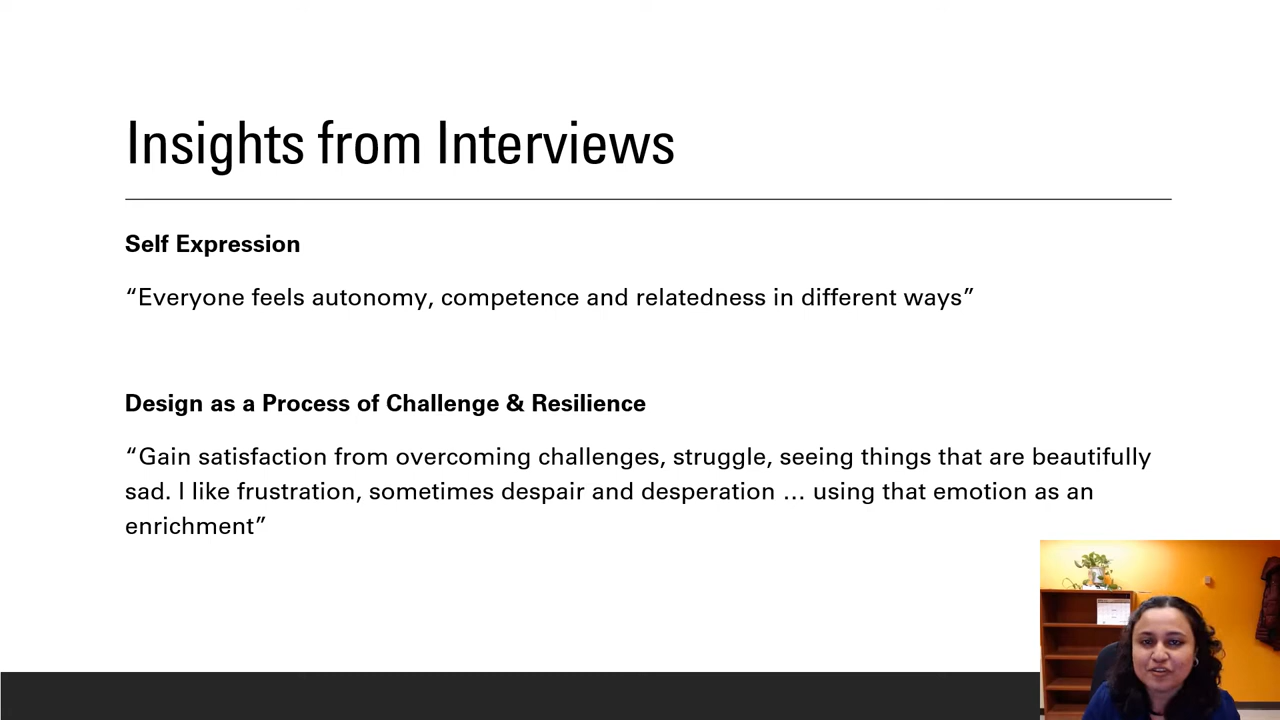 Insights from Interviews
Self Expression
“Everyone feels autonomy, competence and relatedness in different ways”
Design as a Process of Challenge & Resilience
“Gain satisfaction from overcoming challenges, struggle, seeing things that are beautifully
sad. I like frustration, sometimes despair and desperation … using that emotion as an
enrichment”